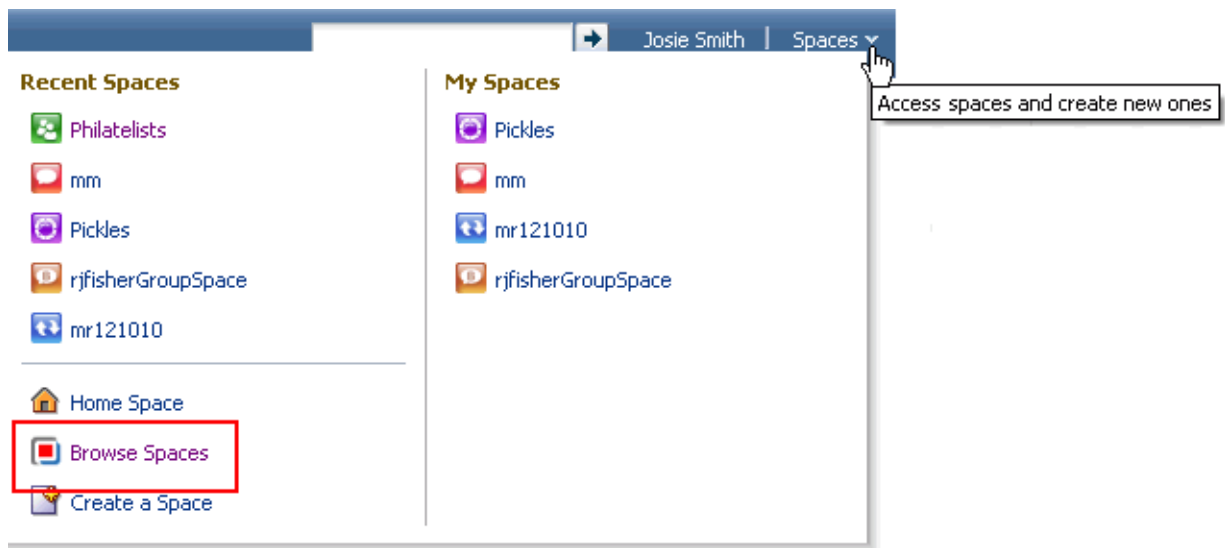 Josie Smith | Spaces
Access spaces and create new ones
Recent Spaces
Philatelists
mm
Pickles
rjfisherGroupSpace
mr121010
Home Space
Browse Spaces
Create a Space
My Spaces
Pickles
mm
mr121010
rjfisherGroupSpace